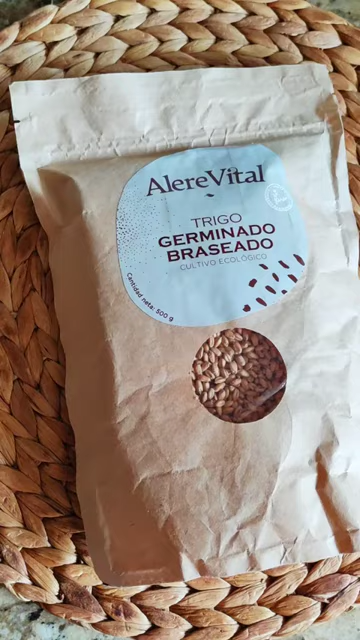 AlereVital
TRIGO
GERMINADO
BRASEADO
CULTIVO ECOLÓGICO
Cantidad neta: 500 g